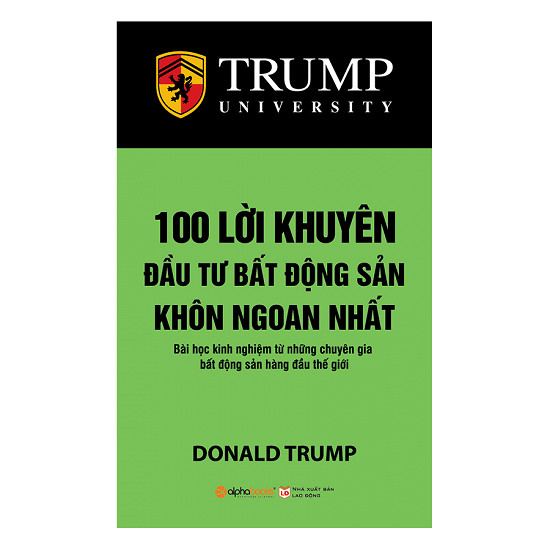 TRUMP
UNIVERSITY
100 LỜI KHUYÊN
ĐẦU TƯ BẤT ĐỘNG SẢN
KHÔN NGOAN NHẤT
Bài học kinh nghiệm từ những chuyên gia
bất động sản hàng đầu thế giới
DONALD TRUMP
alphabooks
LĐ
NHÀ XUẤT BẢN
LAO ĐỘNG